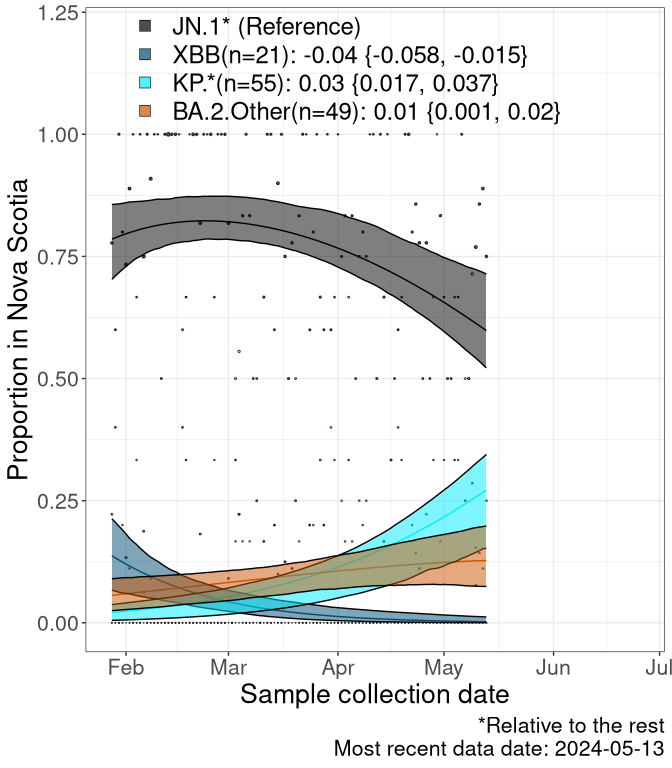 JN.1* (Reference)
XBB(n=21): -0.04 {-0.058, -0.015}
KP.*(n=55): 0.03 {0.017, 0.037}
BA.2.Other(n=49): 0.01 {0.001, 0.02}
Proportion in Nova Scotia
1.25
1.00
0.75
0.50
0.25
0.00
Feb Mar Apr May Jun Jul
Sample collection date
*Relative to the rest
Most recent data date: 2024-05-13